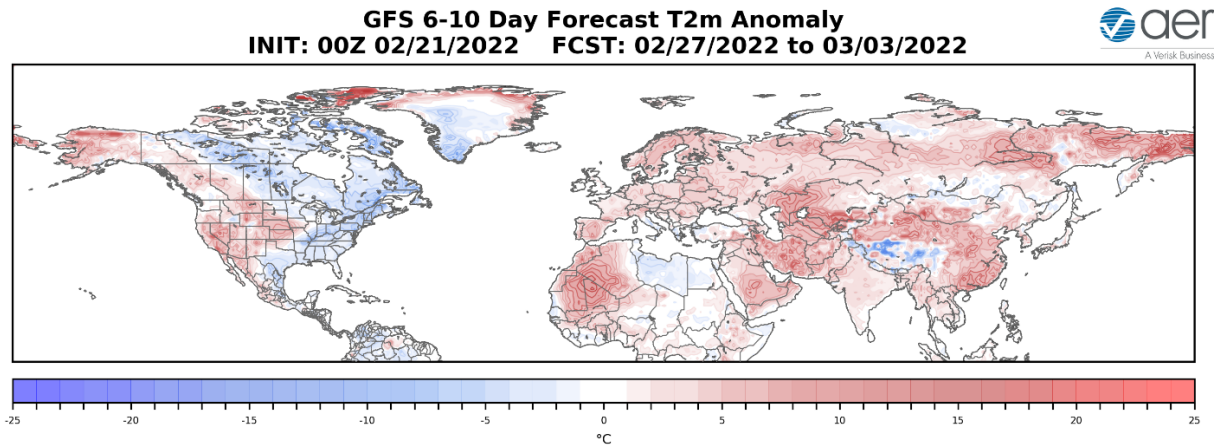 GFS 6-10 Day Forecast T2m Anomaly
INIT: 00Z 02/21/2022 FCST: 02/27/2022 to 03/03/2022
aer
A Verisk Business
-25 -20 -15 -10 -5 0 5 10 15 20 25
°C